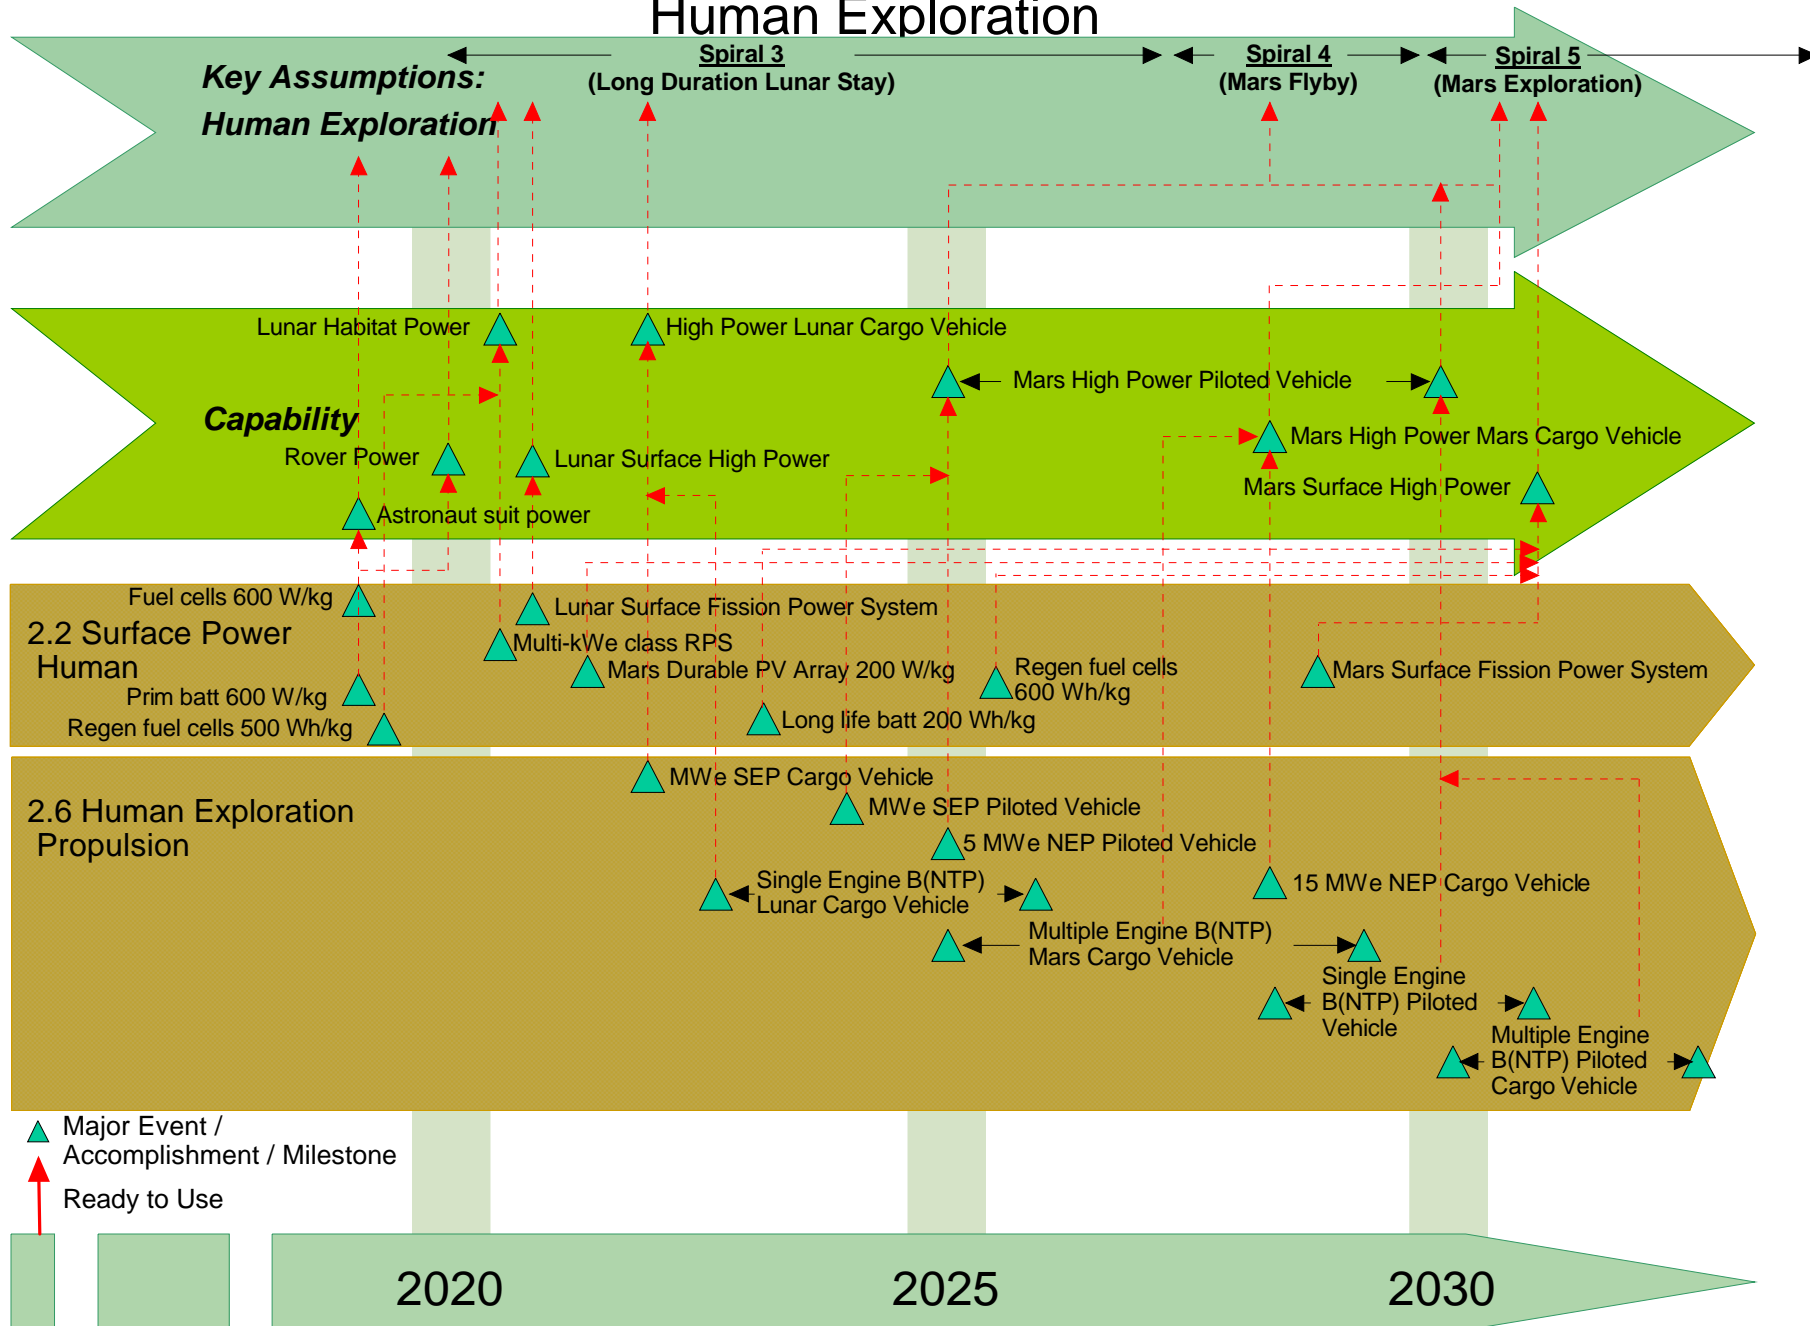 Human Exploration
Spiral 3
(Long Duration Lunar Stay)
Spiral 4
(Mars Flyby)
Spiral 5
(Mars Exploration)
Key Assumptions:
Human Exploration
Lunar Habitat Power
High Power Lunar Cargo Vehicle
Mars High Power Piloted Vehicle
Capability
Mars High Power Mars Cargo Vehicle
Rover Power
Lunar Surface High Power
Mars Surface High Power
Astronaut suit power
Fuel cells 600 W/kg
Lunar Surface Fission Power System
2.2 Surface Power
Human
Multi-kWe class RPS
Mars Durable PV Array 200 W/kg
Regen fuel cells
600 Wh/kg
Mars Surface Fission Power System
Prim batt 600 W/kg
Regen fuel cells 500 Wh/kg
Long life batt 200 Wh/kg
MWe SEP Cargo Vehicle
2.6 Human Exploration
Propulsion
MWe SEP Piloted Vehicle
5 MWe NEP Piloted Vehicle
Single Engine B(NTP)
Lunar Cargo Vehicle
15 MWe NEP Cargo Vehicle
Multiple Engine B(NTP)
Mars Cargo Vehicle
Single Engine
B(NTP) Piloted
Vehicle
Multiple Engine
B(NTP) Piloted
Cargo Vehicle
Major Event /
Accomplishment / Milestone
Ready to Use
2020
2025
2030